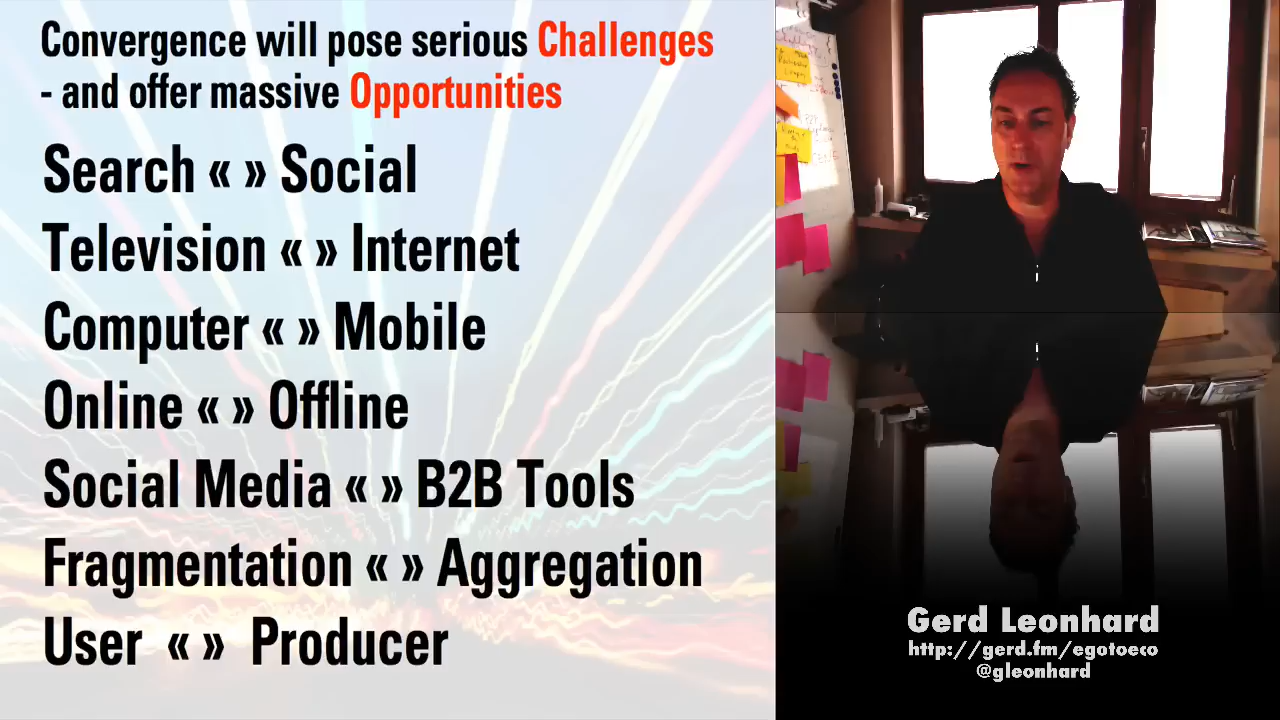 Convergence will pose serious Challenges
- and offer massive Opportunities
Search « » Social
Television « » Internet
Computer « » Mobile
Online « » Offline
Social Media « » B2B Tools
Fragmentation « » Aggregation
User « » Producer
Gerd Leonhard
http://gerd.fm/egotoeco
@gleonhard